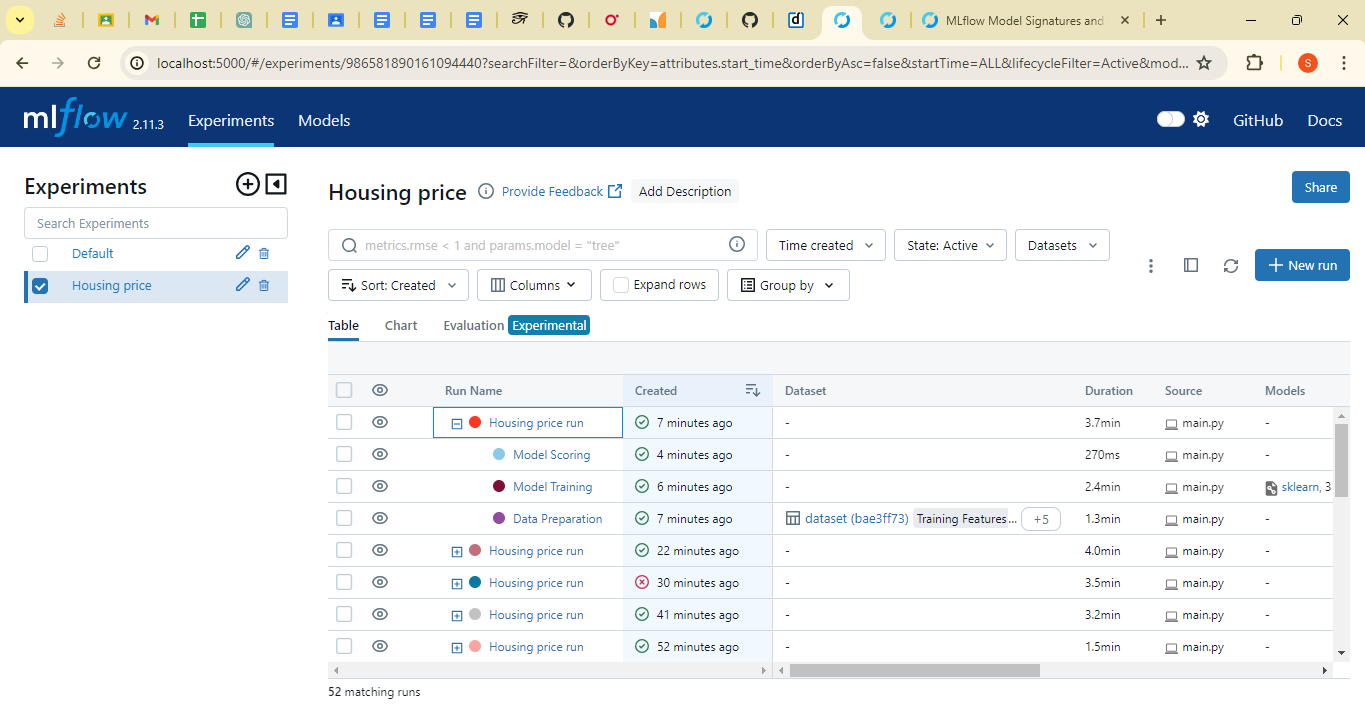 MLflow Model Signatures and
localhost:5000/#/experiments/986581890161094440?searchFilter=&orderByKey=attributes.start_time&orderByAsc=false&startTime=ALL&lifecycleFilter=Active&mod...
S
mlflow 2.11.3 Experiments Models GitHub Docs
Experiments
Search Experiments
Default
Housing price
Housing price Provide Feedback Add Description Share
metrics.rmse < 1 and params.model = "tree" Time created State: Active Datasets
Sort: Created Columns Expand rows Group by
+ New run
Table Chart Evaluation Experimental
Run Name Created Dataset Duration Source Models
Housing price run 7 minutes ago - 3.7min main.py -
Model Scoring 4 minutes ago - 270ms main.py -
Model Training 6 minutes ago - 2.4min main.py sklearn, 3
Data Preparation 7 minutes ago dataset (bae3ff73) Training Features... +5 1.3min main.py -
Housing price run 22 minutes ago - 4.0min main.py -
Housing price run 30 minutes ago - 3.5min main.py -
Housing price run 41 minutes ago - 3.2min main.py -
Housing price run 52 minutes ago - 1.5min main.py -
52 matching runs